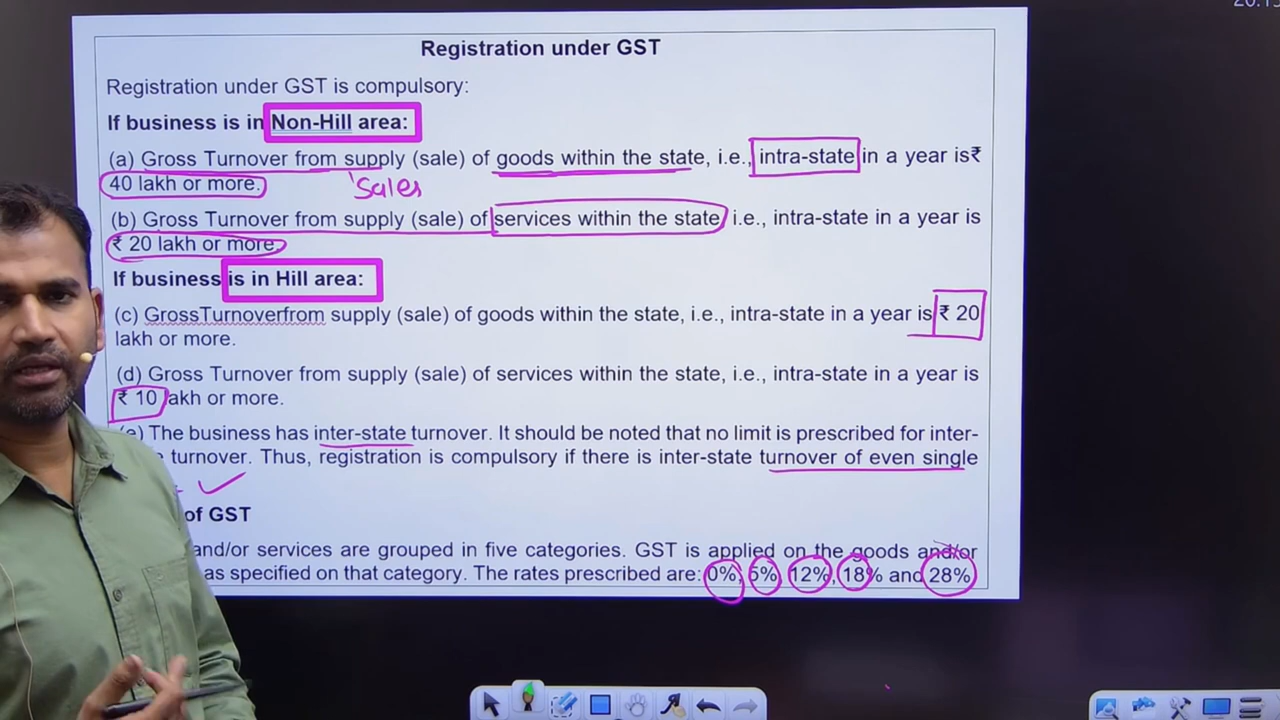 20:1
Registration under GST
Registration under GST is compulsory:
If business is in Non-Hill area:
(a) Gross Turnover from supply (sale) of goods within the state, i.e., intra-state in a year is₹
40 lakh or more.
Sales
(b) Gross Turnover from supply (sale) of services within the state, i.e., intra-state in a year is
₹ 20 lakh or more.
If business is in Hill area:
(c) GrossTurnoverfrom supply (sale) of goods within the state, i.e., intra-state in a year is ₹ 20
lakh or more.
(d) Gross Turnover from supply (sale) of services within the state, i.e., intra-state in a year is
₹ 10 lakh or more.
(e) The business has inter-state turnover. It should be noted that no limit is prescribed for inter-
turnover. Thus, registration is compulsory if there is inter-state turnover of even single
of GST
and/or services are grouped in five categories. GST is applied on the goods and/or
as specified on that category. The rates prescribed are: 0%, 5%, 12%, 18% and 28%